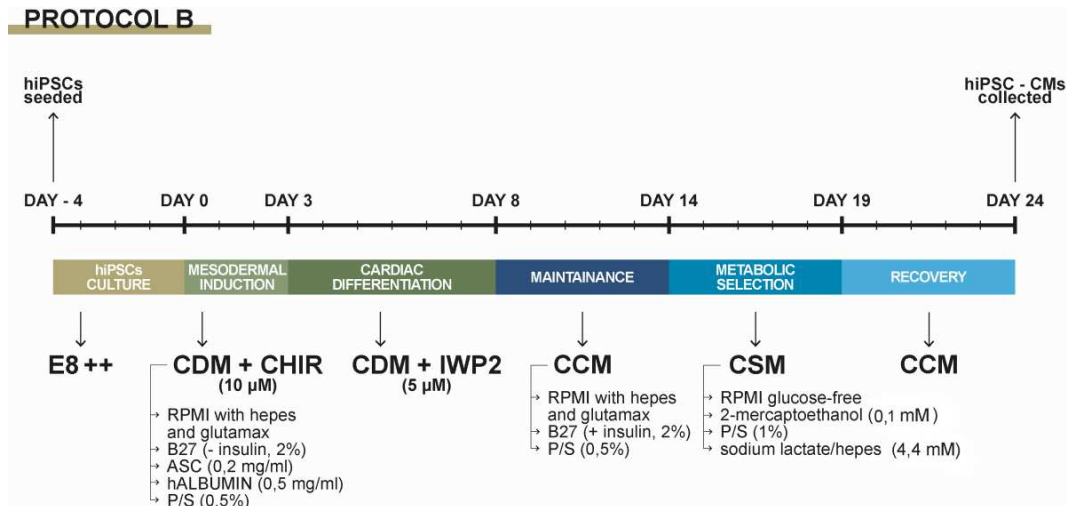 PROTOCOL B
hiPSCs
seeded
hiPSC - CMs
collected
DAY - 4
DAY 0
DAY 3
DAY 8
DAY 14
DAY 19
DAY 24
hiPSCs
CULTURE
MESODERMAL
INDUCTION
CARDIAC
DIFFERENTIATION
MAINTAINANCE
METABOLIC
SELECTION
RECOVERY
E8 ++
CDM + CHIR
(10 µM)
RPMI with hepes
and glutamax
B27 (- insulin, 2%)
ASC (0,2 mg/ml)
hALBUMIN (0,5 mg/ml)
P/S (0,5%)
CDM + IWP2
(5 µM)
CCM
RPMI with hepes
and glutamax
B27 (+ insulin, 2%)
P/S (0,5%)
CSM
RPMI glucose-free
2-mercaptoethanol (0,1 mM)
P/S (1%)
sodium lactate/hepes (4,4 mM)
CCM